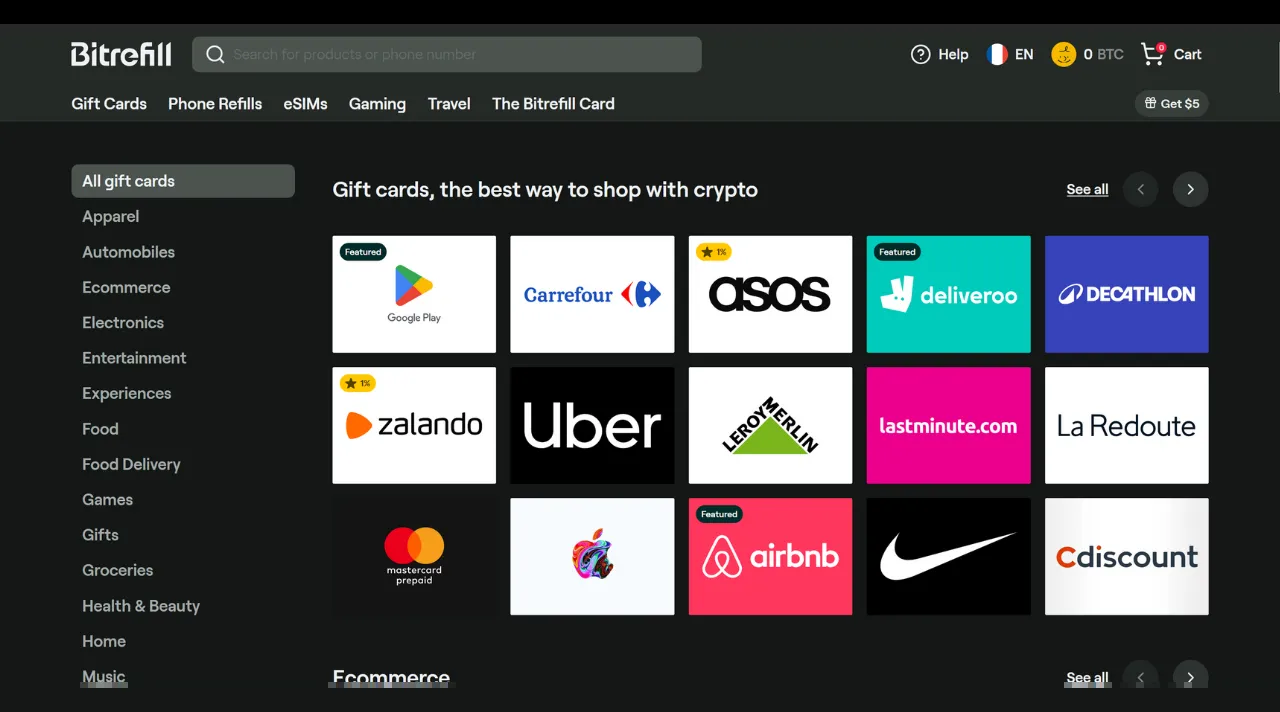 Bitrefill
Search for products or phone number
Help
EN
0 BTC
0
Cart
Gift Cards
Phone Refills
eSIMs
Gaming
Travel
The Bitrefill Card
Get $5
All gift cards
Apparel
Automobiles
Ecommerce
Electronics
Entertainment
Experiences
Food
Food Delivery
Games
Gifts
Groceries
Health & Beauty
Home
Music
Gift cards, the best way to shop with crypto
See all
Featured
Google Play
Carrefour
1%
asos
Featured
deliveroo
DECATHLON
1%
zalando
Uber
LEROY MERLIN
lastminute.com
La Redoute
mastercard
prepaid
Featured
airbnb
Cdiscount
Ecommerce
See all